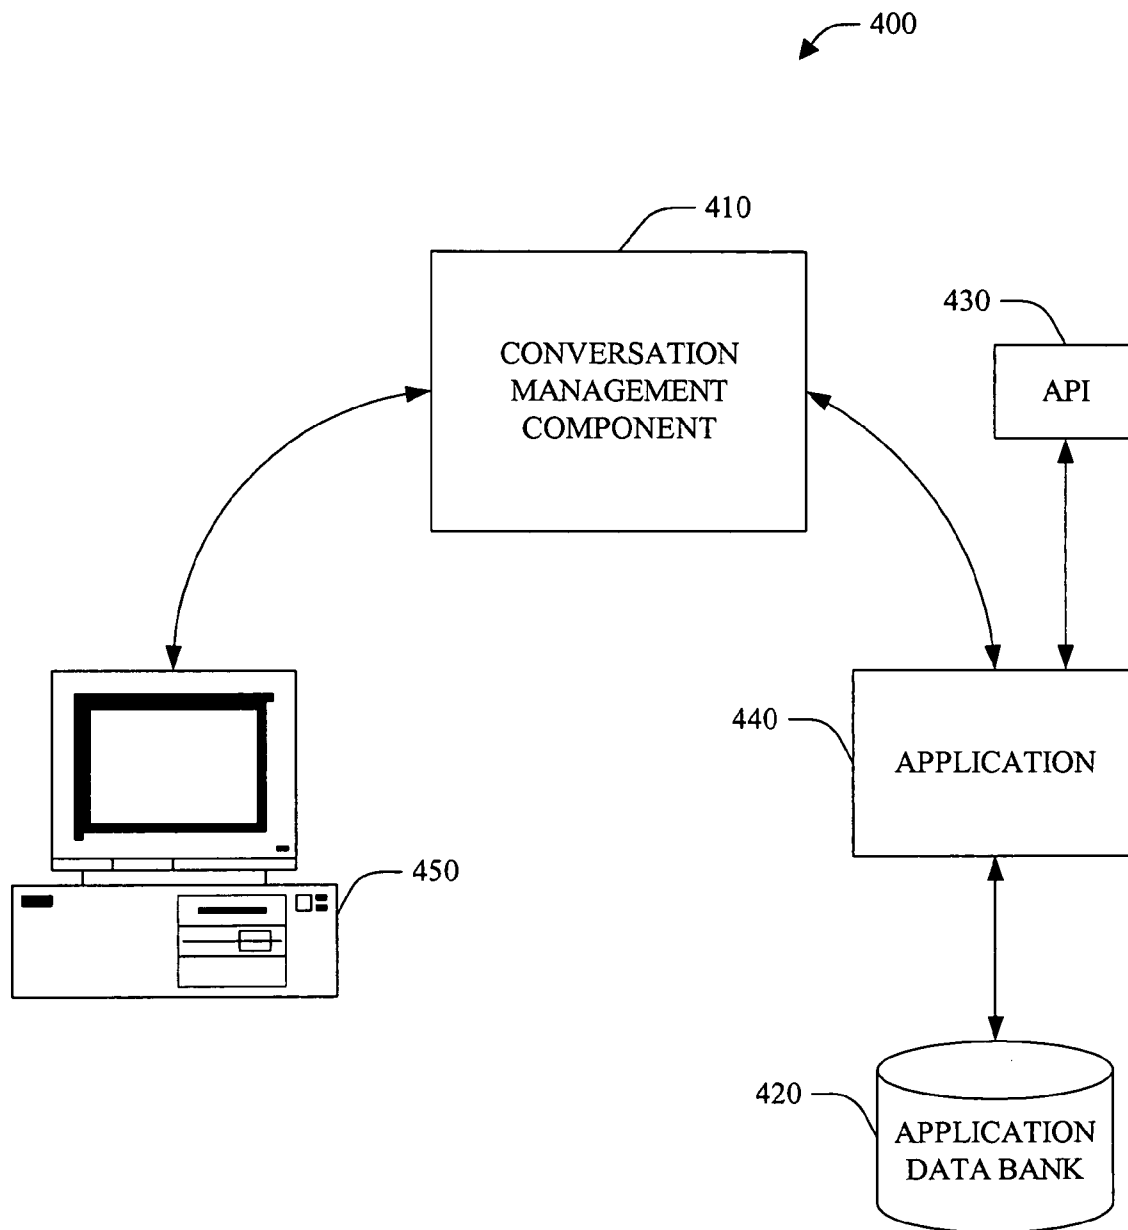 400
410
CONVERSATION
MANAGEMENT
COMPONENT
430
API
440
APPLICATION
450
420
APPLICATION
DATA BANK